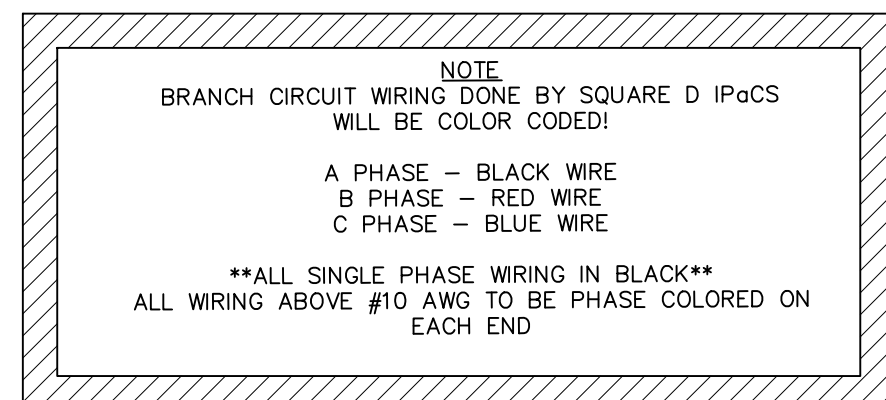 NOTE
BRANCH CIRCUIT WIRING DONE BY SQUARE D IPaCS
WILL BE COLOR CODED!
A PHASE – BLACK WIRE
B PHASE – RED WIRE
C PHASE – BLUE WIRE
**ALL SINGLE PHASE WIRING IN BLACK**
ALL WIRING ABOVE #10 AWG TO BE PHASE COLORED ON
EACH END